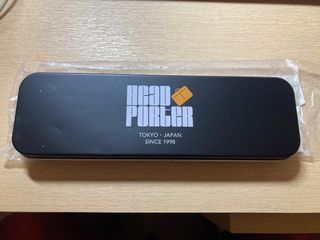 HEAD
PORTER
TOKYO - JAPAN
SINCE 1998